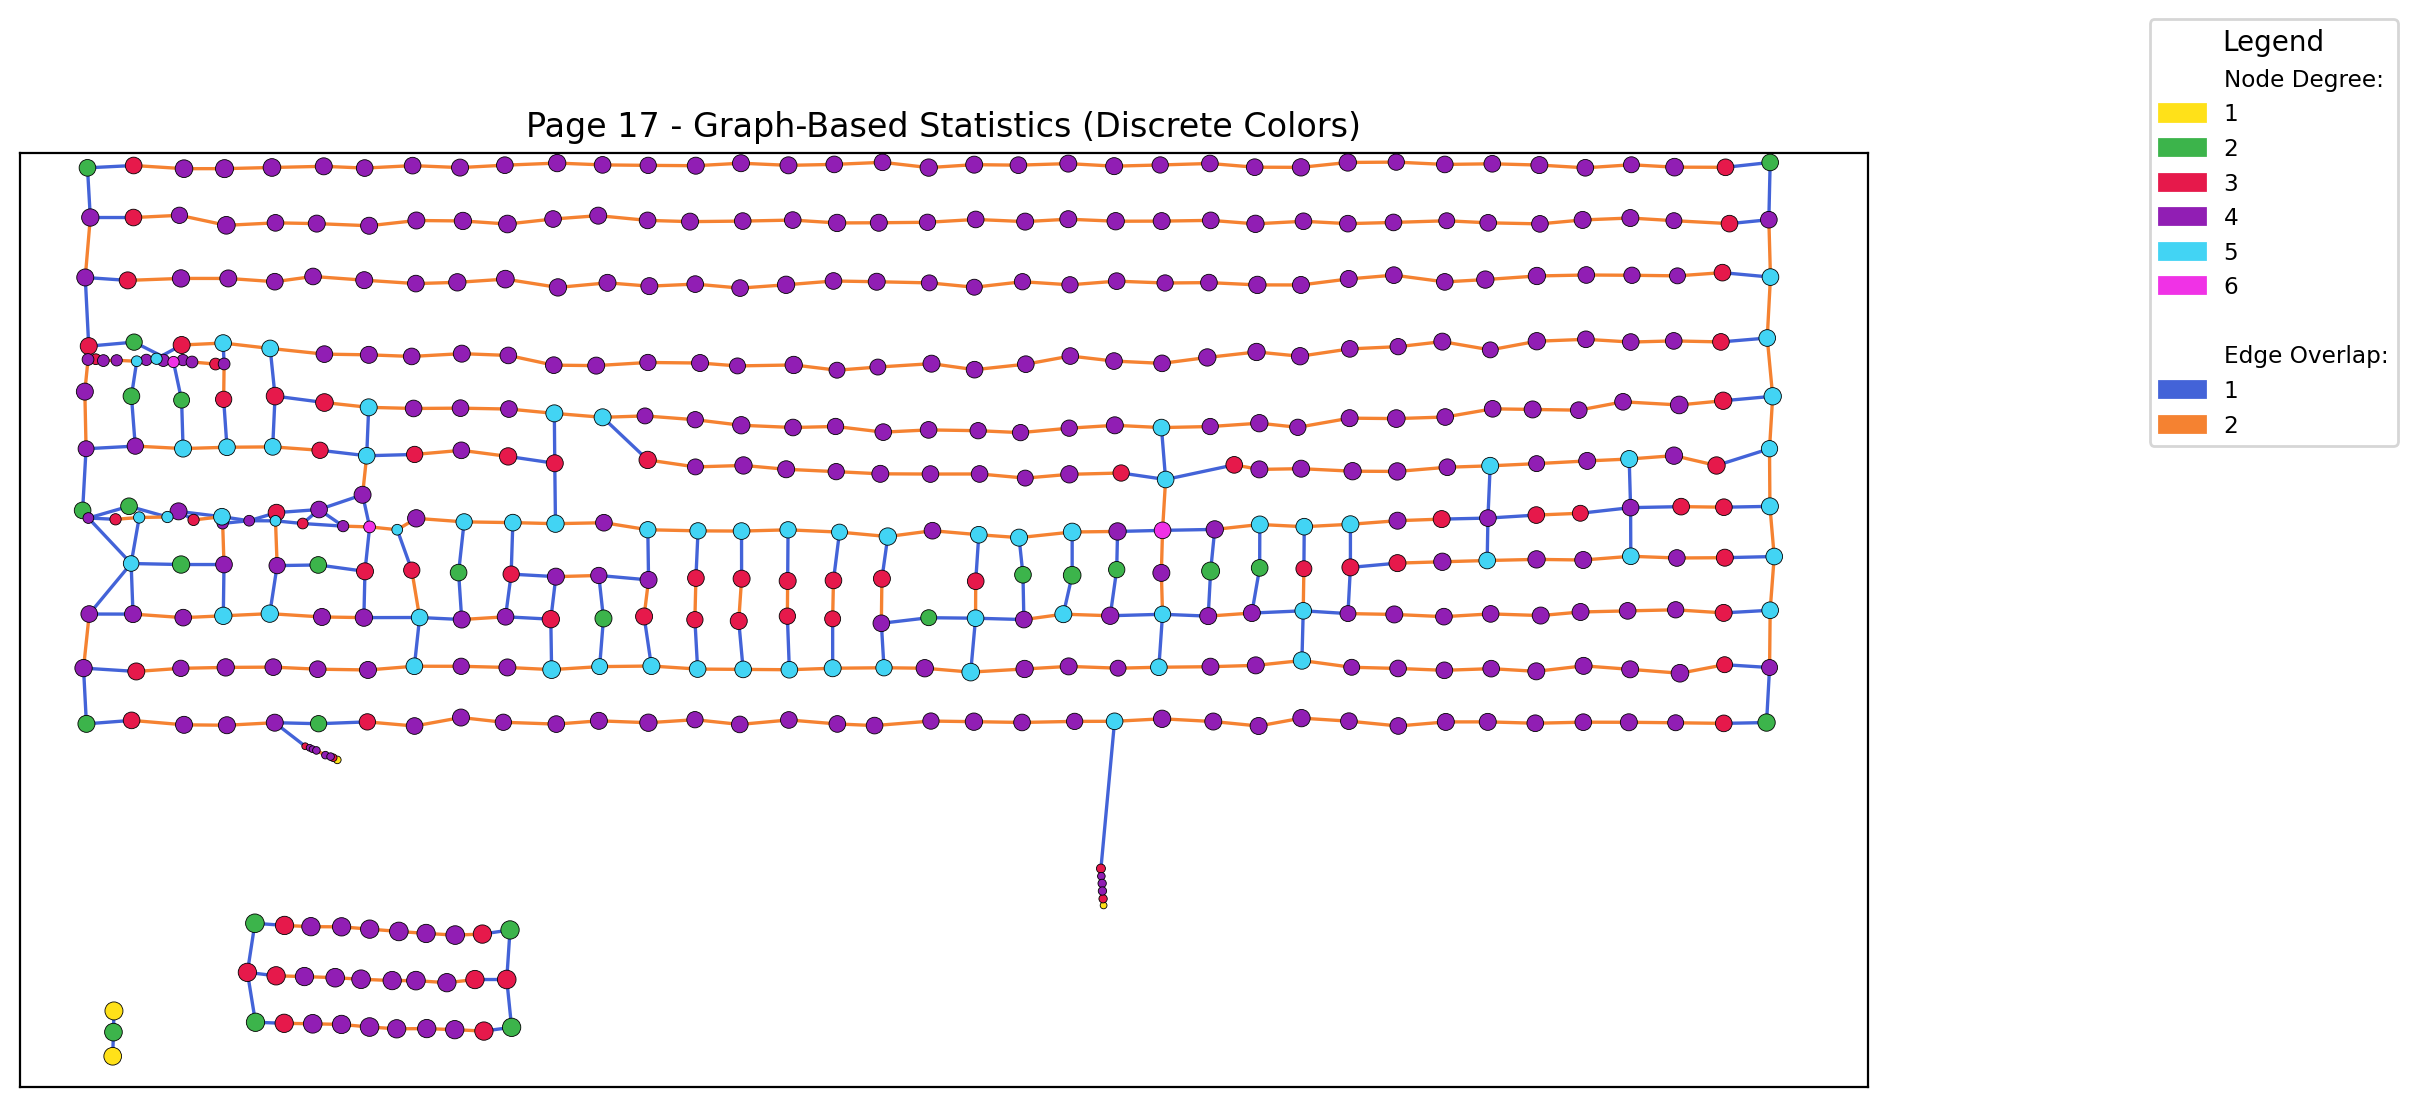 Page 17 - Graph-Based Statistics (Discrete Colors)
Legend
Node Degree:
1
2
3
4
5
6
Edge Overlap:
1
2